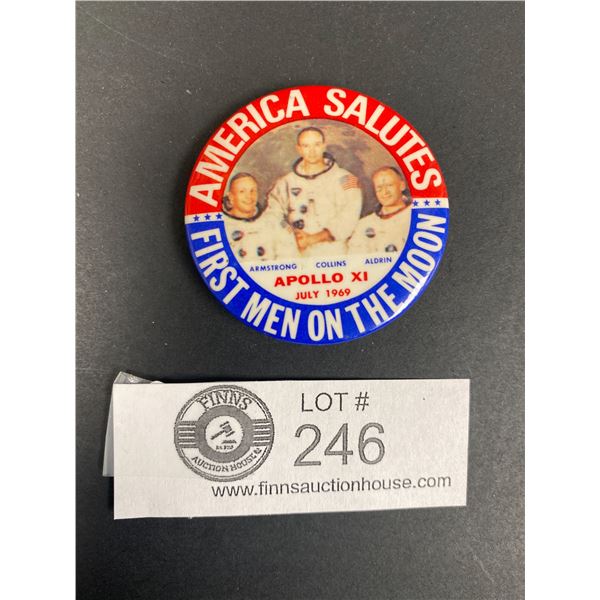 AMERICA SALUTES
ARMSTRONG COLLINS ALDRIN
APOLLO XI
JULY 1969
FIRST MEN ON THE MOON
FINNS
AUCTION HOUSE
LOT #
246
www.finnsauctionhouse.com